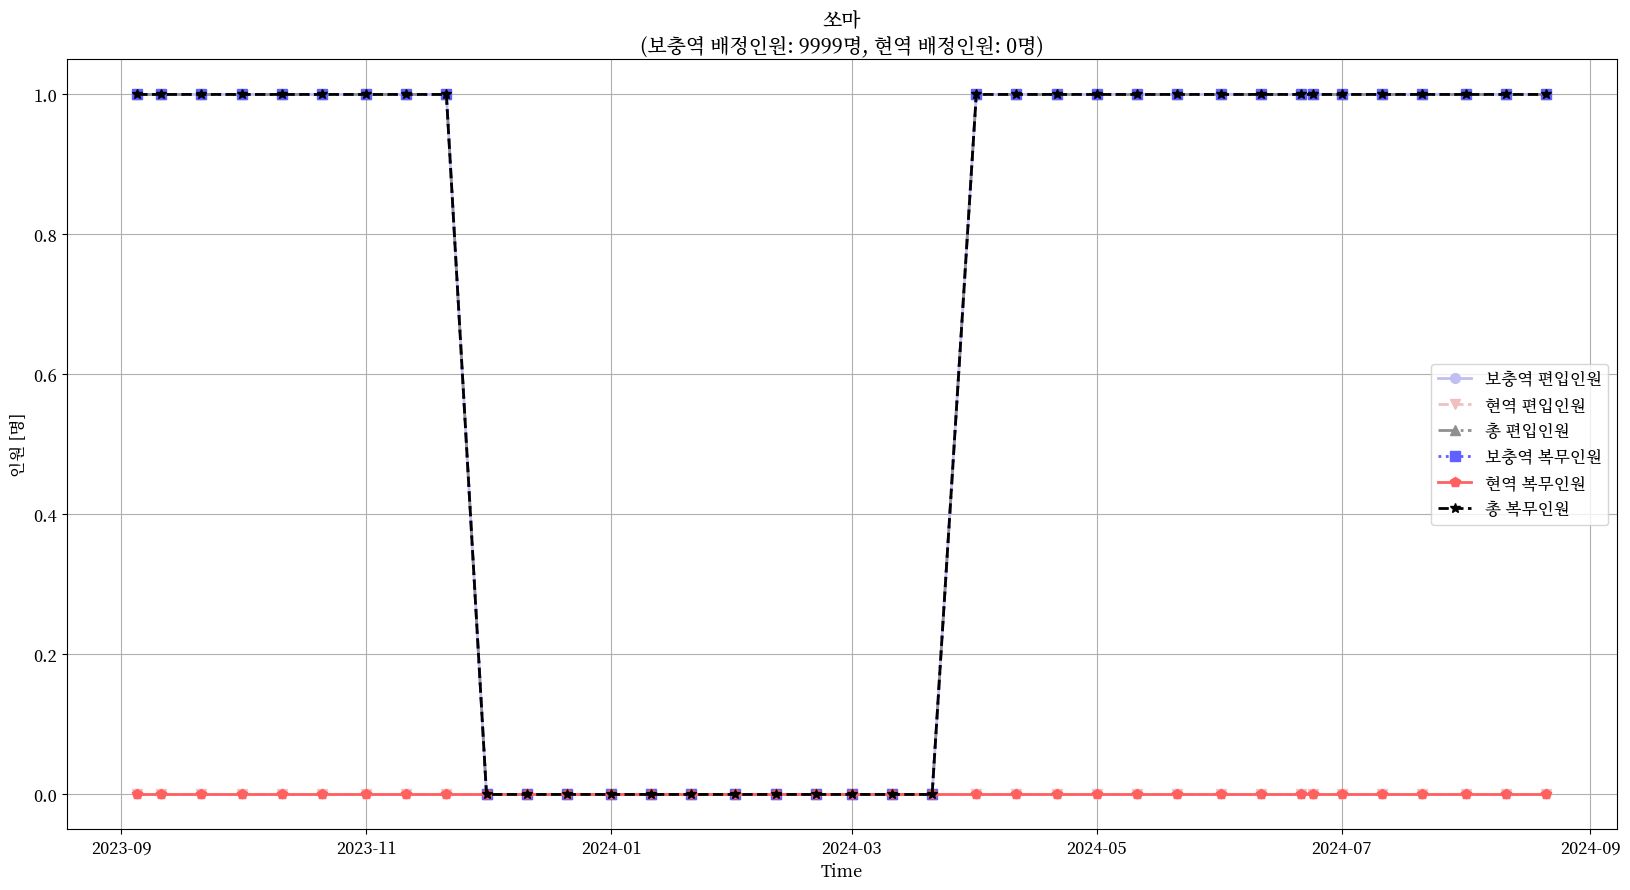 쏘마
(보충역 배정인원: 9999명, 현역 배정인원: 0명)
1.0
0.8
0.6
0.4
0.2
0.0
인원 [명]
보충역 편입인원
현역 편입인원
총 편입인원
보충역 복무인원
현역 복무인원
총 복무인원
2023-09 2023-11 2024-01 2024-03 2024-05 2024-07 2024-09
Time